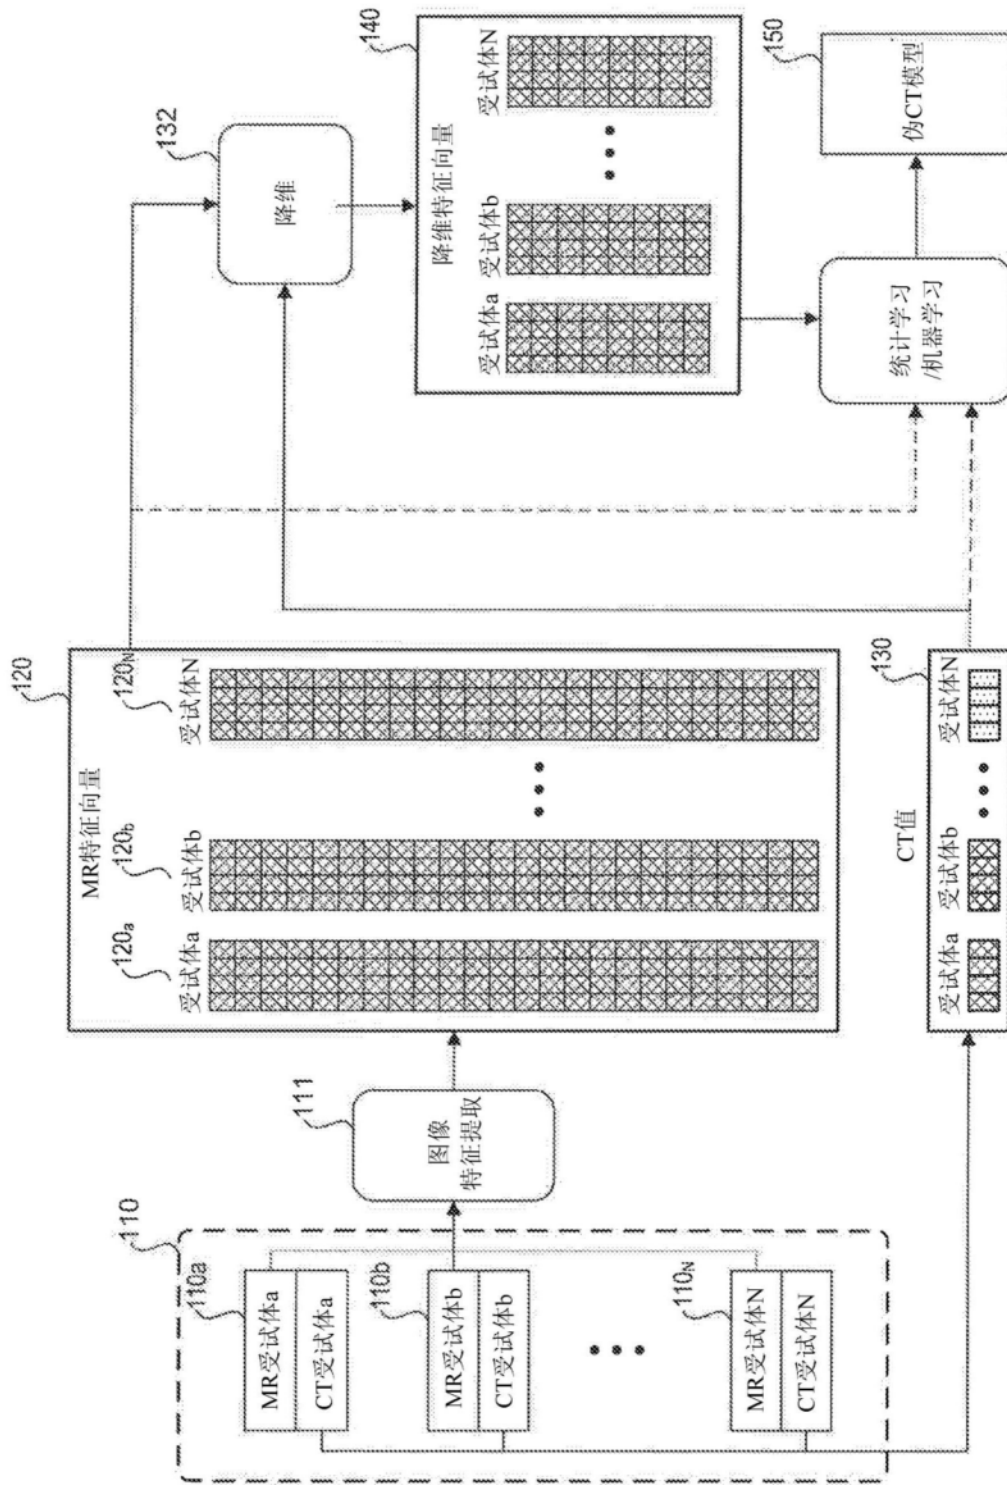 110
110a
MR受试体a
CT受试体a
110b
MR受试体b
CT受试体b
110N
MR受试体N
CT受试体N
111
图像
特征提取
120
MR特征向量
120a
受试体a
120b
受试体b
120N
受试体N
130
CT值
受试体a
受试体b
受试体N
132
降维
140
降维特征向量
受试体a
受试体b
受试体N
统计学习
/机器学习
150
伪CT模型